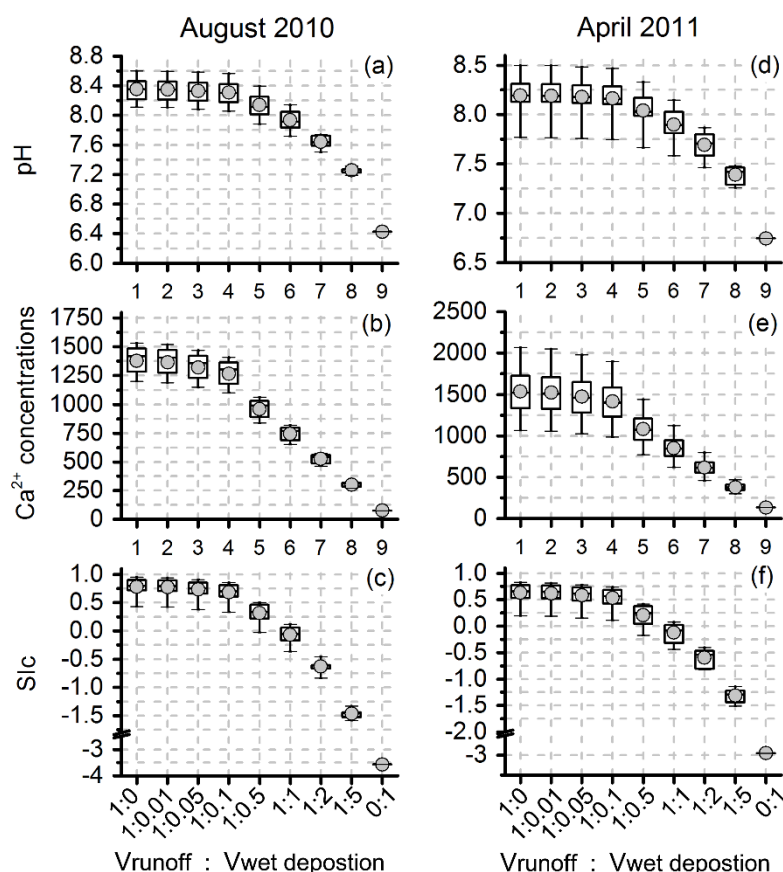 August 2010
April 2011
(a)
8.8
8.4
8.0
7.6
7.2
6.8
6.4
6.0
pH
1 2 3 4 5 6 7 8 9
(d)
8.5
8.0
7.5
7.0
6.5
pH
1 2 3 4 5 6 7 8 9
(b)
1750
1500
1250
1000
750
500
250
0
Ca²⁺ concentrations
1 2 3 4 5 6 7 8 9
(e)
2500
2000
1500
1000
500
0
Ca²⁺ concentrations
1 2 3 4 5 6 7 8 9
(c)
1.0
0.5
0.0
-0.5
-1.0
-1.5
-3
-4
SIc
1:0 1:0.01 1:0.05 1:0.1 1:0.5 1:1 1:2 1:5 0:1
Vrunoff : Vwet depostion
(f)
1.0
0.5
0.0
-0.5
-1.0
-1.5
-2.0
-3
SIc
1:0 1:0.01 1:0.05 1:0.1 1:0.5 1:1 1:2 1:5 0:1
Vrunoff : Vwet depostion